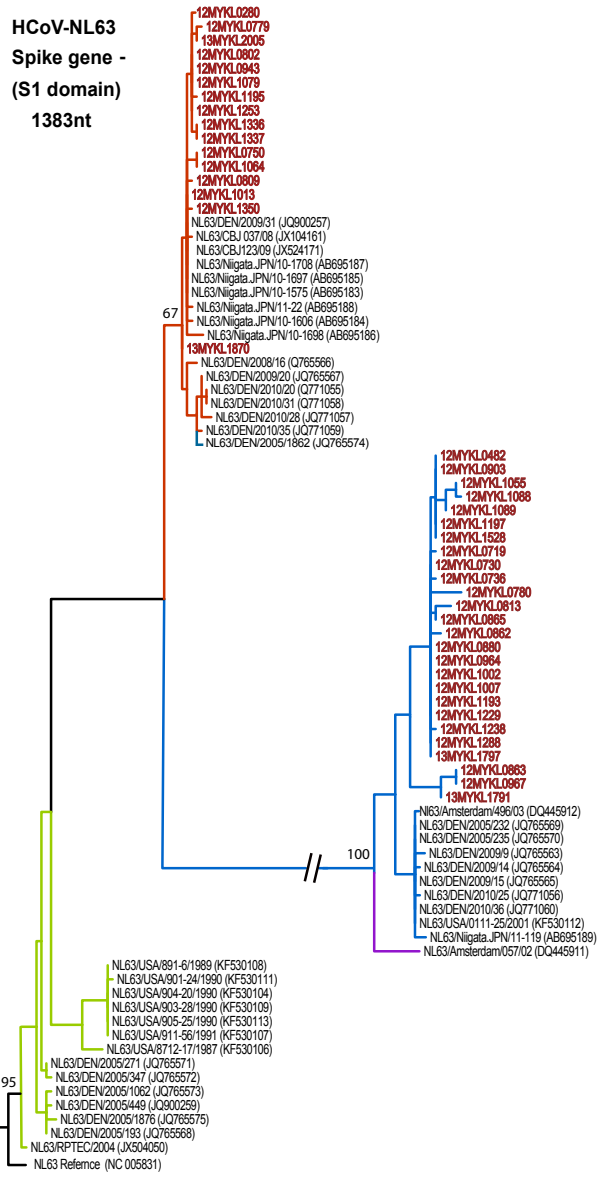 HCoV-NL63
Spike gene -
(S1 domain)
1383nt
12MYKL0280
12MYKL0779
13MYKL2005
12MYKL0802
12MYKL0943
12MYKL1079
12MYKL1195
12MYKL1253
12MYKL1336
12MYKL1337
12MYKL0750
12MYKL1064
12MYKL0809
12MYKL1013
12MYKL1350
NL63/DEN/2009/31 (JQ900257)
NL63/CBJ 037/08 (JX104161)
NL63/CBJ123/09 (JX524171)
NL63/Niigata.JPN/10-1708 (AB695187)
NL63/Niigata.JPN/10-1697 (AB695185)
NL63/Niigata.JPN/10-1575 (AB695183)
NL63/Niigata.JPN/11-22 (AB695188)
NL63/Niigata.JPN/10-1606 (AB695184)
67
NL63/Niigata.JPN/10-1698 (AB695186)
13MYKL1870
NL63/DEN/2008/16 (Q765566)
NL63/DEN/2009/20 (JQ765567)
NL63/DEN/2010/20 (Q771055)
NL63/DEN/2010/31 (Q771058)
NL63/DEN/2010/28 (JQ771057)
NL63/DEN/2010/35 (JQ771059)
NL63/DEN/2005/1862 (JQ765574)
12MYKL0482
12MYKL0903
12MYKL1055
12MYKL1088
12MYKL1089
12MYKL1197
12MYKL1528
12MYKL0719
12MYKL0730
12MYKL0736
12MYKL0780
12MYKL0813
12MYKL0865
12MYKL0862
12MYKL0880
12MYKL0964
12MYKL1002
12MYKL1007
12MYKL1193
12MYKL1229
12MYKL1238
12MYKL1288
13MYKL1797
12MYKL0863
12MYKL0967
13MYKL1791
Nl63/Amsterdam/496/03 (DQ445912)
NL63/DEN/2005/232 (JQ765569)
NL63/DEN/2005/235 (JQ765570)
100
NL63/DEN/2009/9 (JQ765563)
NL63/DEN/2009/14 (JQ765564)
NL63/DEN/2009/15 (JQ765565)
NL63/DEN/2010/25 (JQ771056)
NL63/DEN/2010/36 (JQ771060)
NL63/USA/0111-25/2001 (KF530112)
NL63/Niigata.JPN/11-119 (AB695189)
NL63/Amsterdam/057/02 (DQ445911)
NL63/USA/891-6/1989 (KF530108)
NL63/USA/901-24/1990 (KF530111)
NL63/USA/904-20/1990 (KF530104)
NL63/USA/903-28/1990 (KF530109)
NL63/USA/905-25/1990 (KF530113)
NL63/USA/911-56/1991 (KF530107)
NL63/USA/8712-17/1987 (KF530106)
NL63/DEN/2005/271 (JQ765571)
NL63/DEN/2005/347 (JQ765572)
95
NL63/DEN/2005/1062 (JQ765573)
NL63/DEN/2005/449 (JQ900259)
NL63/DEN/2005/1876 (JQ765575)
NL63/DEN/2005/193 (JQ765568)
NL63/RPTEC/2004 (JX504050)
NL63 Refernce (NC 005831)